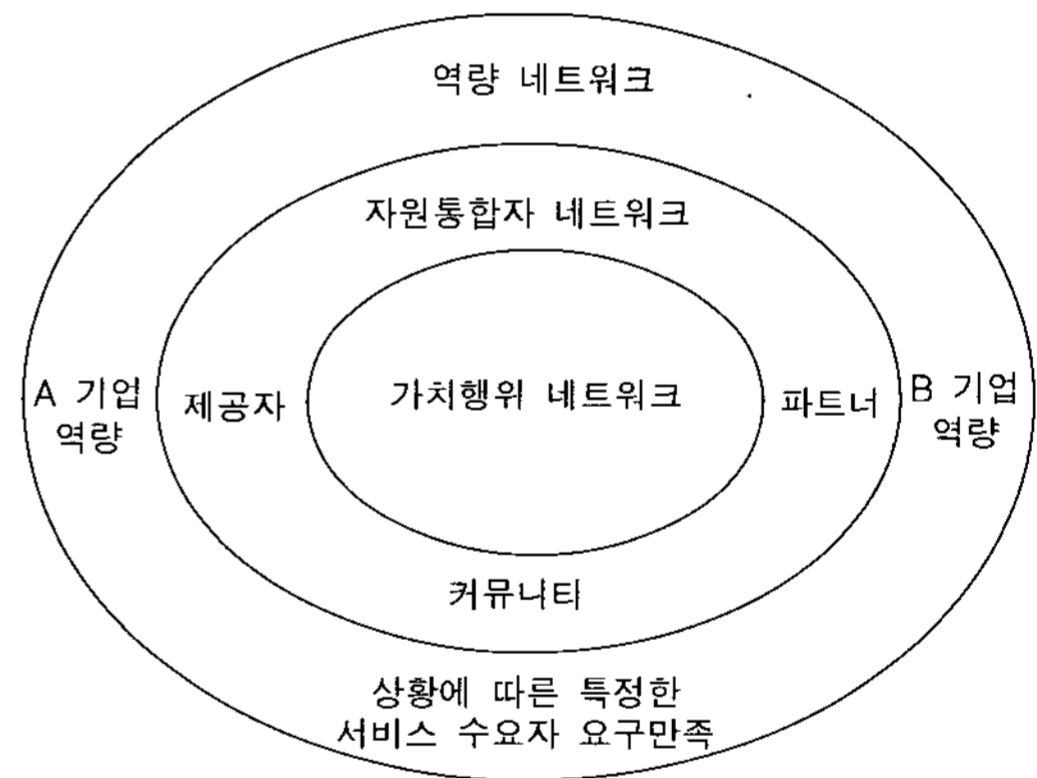 역량 네트워크
자원통합자 네트워크
가치행위 네트워크
A 기업
역량
제공자
파트너
B 기업
역량
커뮤니티
상황에 따른 특정한
서비스 수요자 요구만족